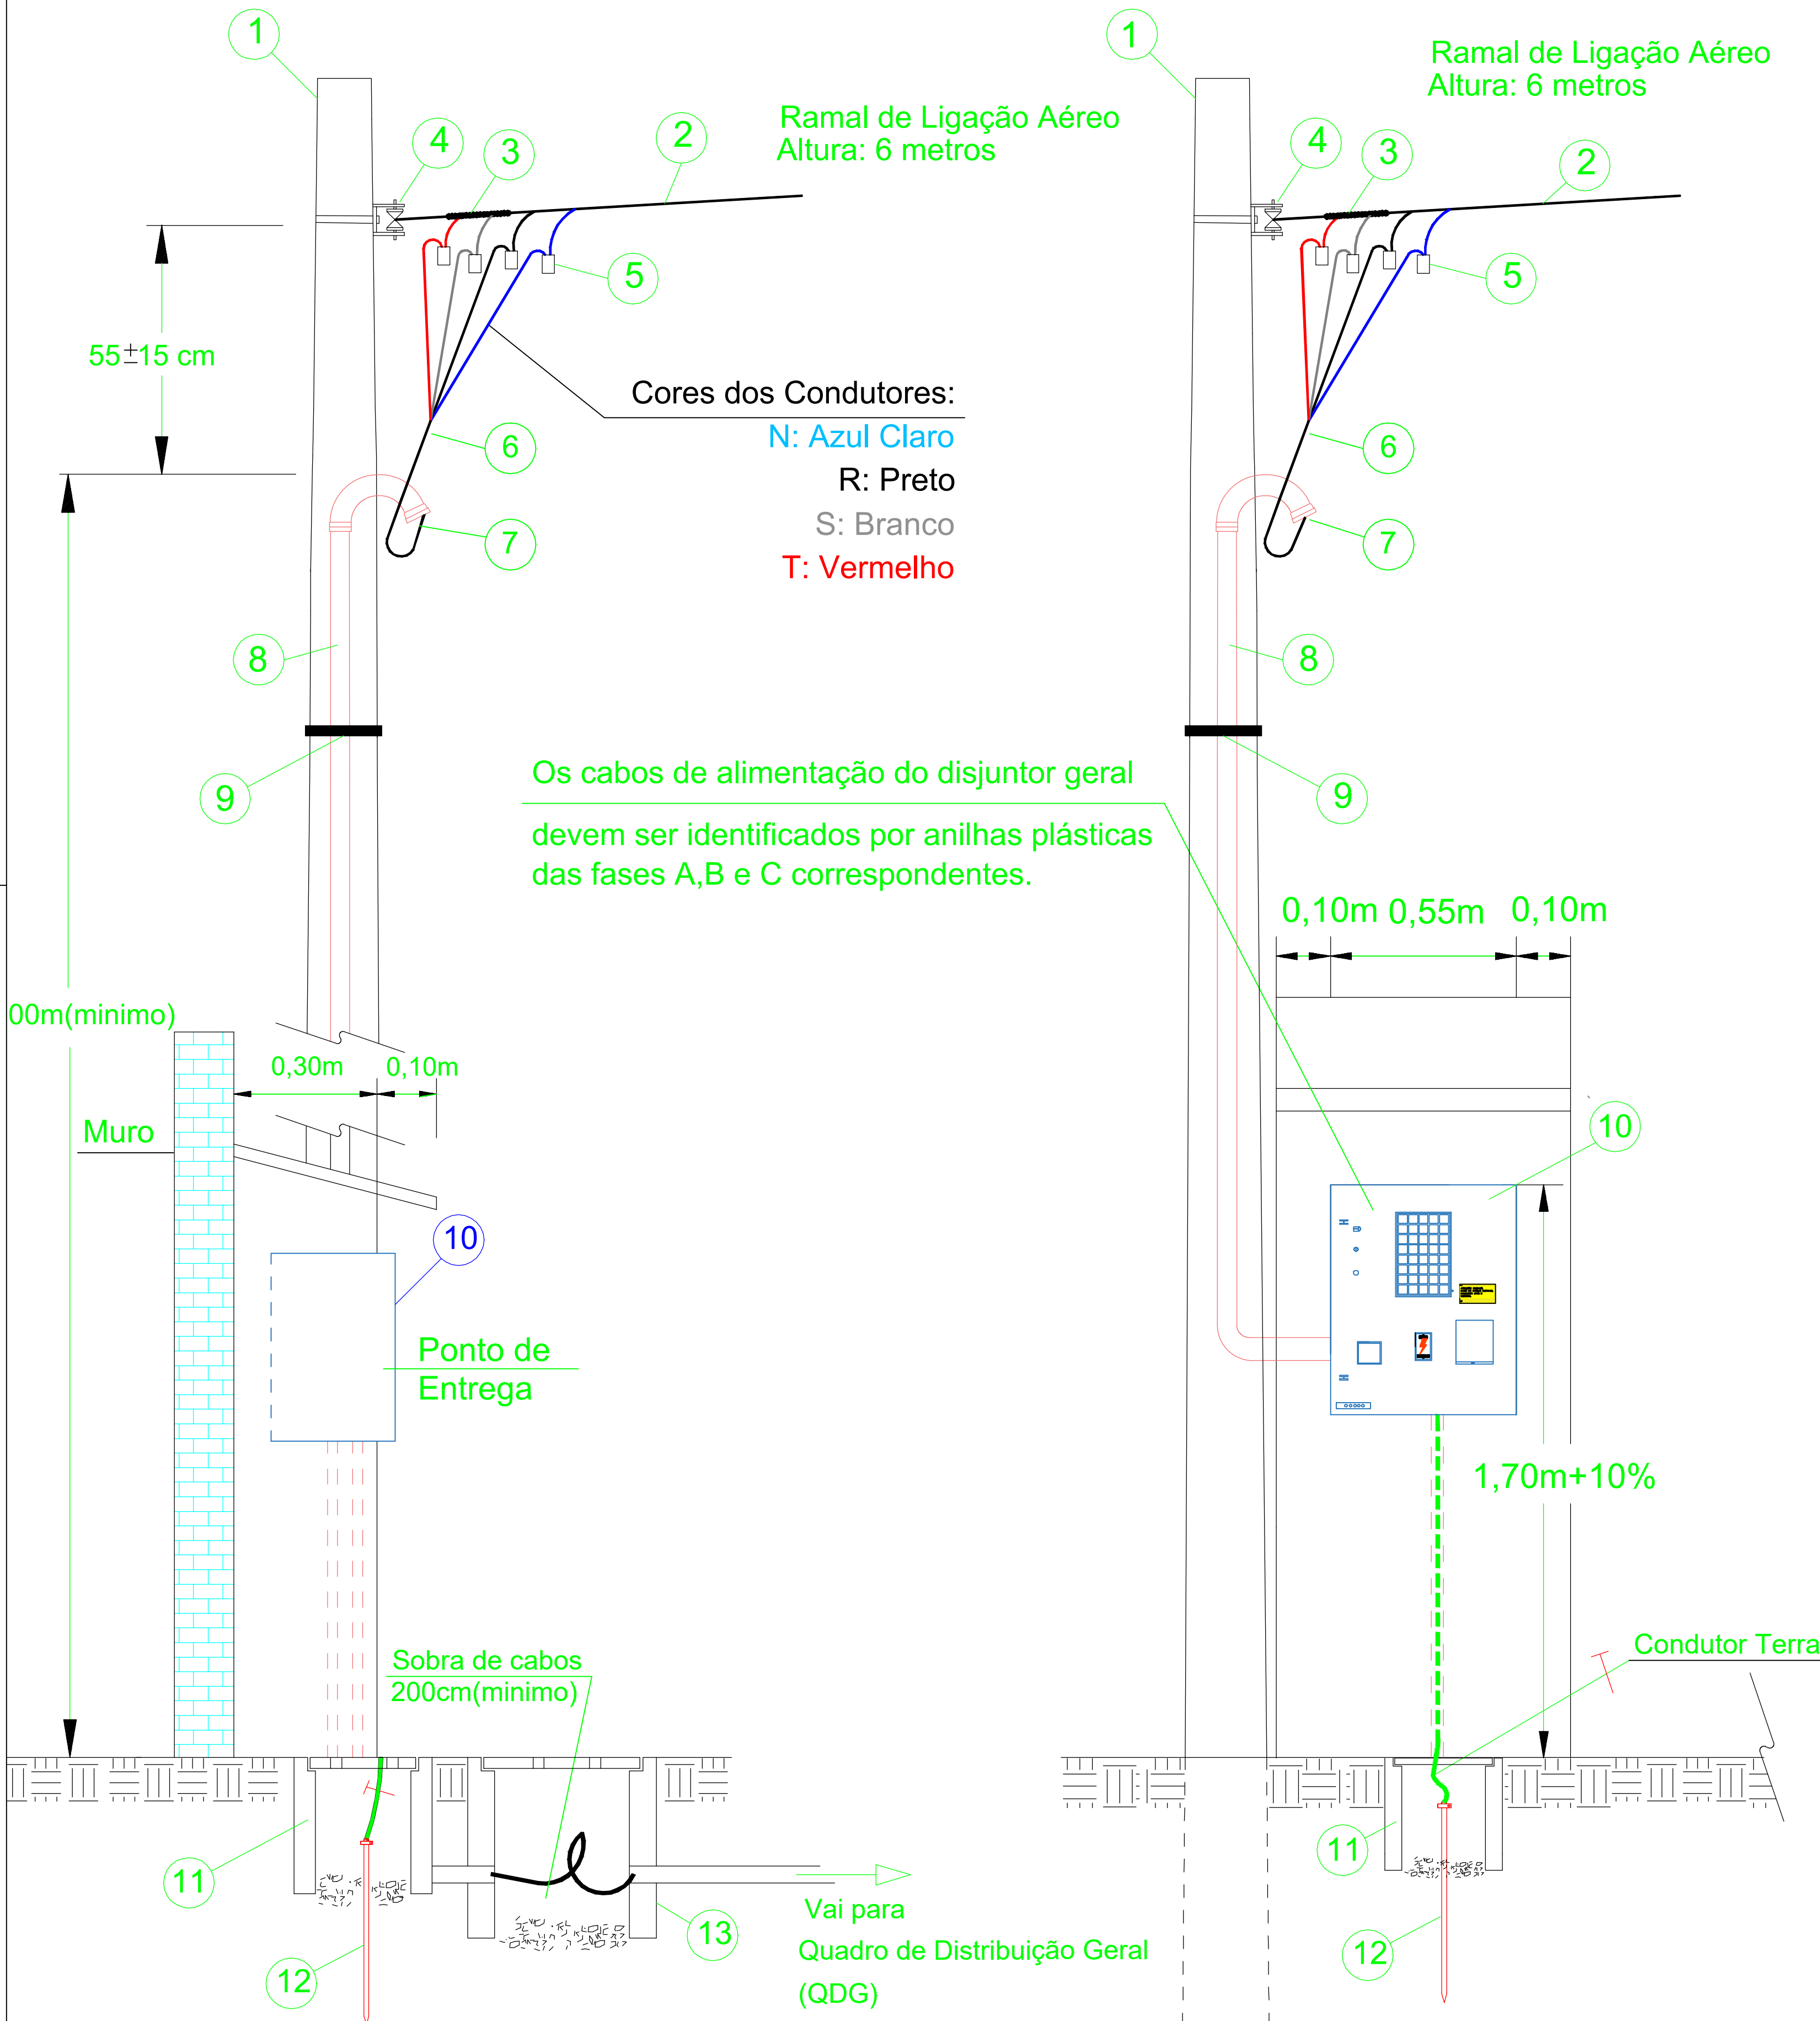 1
4
3
2
Ramal de Ligação Aéreo
Altura: 6 metros
5
55±15 cm
Cores dos Condutores:
N: Azul Claro
R: Preto
S: Branco
T: Vermelho
6
7
8
9
Os cabos de alimentação do disjuntor geral
devem ser identificados por anilhas plásticas
das fases A,B e C correspondentes.
00m(minimo)
0,30m
0,10m
Muro
10
Ponto de
Entrega
Sobra de cabos
200cm(minimo)
11
12
13
Vai para
Quadro de Distribuição Geral
(QDG)
1
Ramal de Ligação Aéreo
Altura: 6 metros
4
3
2
5
6
7
8
9
0,10m
0,55m
0,10m
10
1,70m+10%
Condutor Terra
11
12